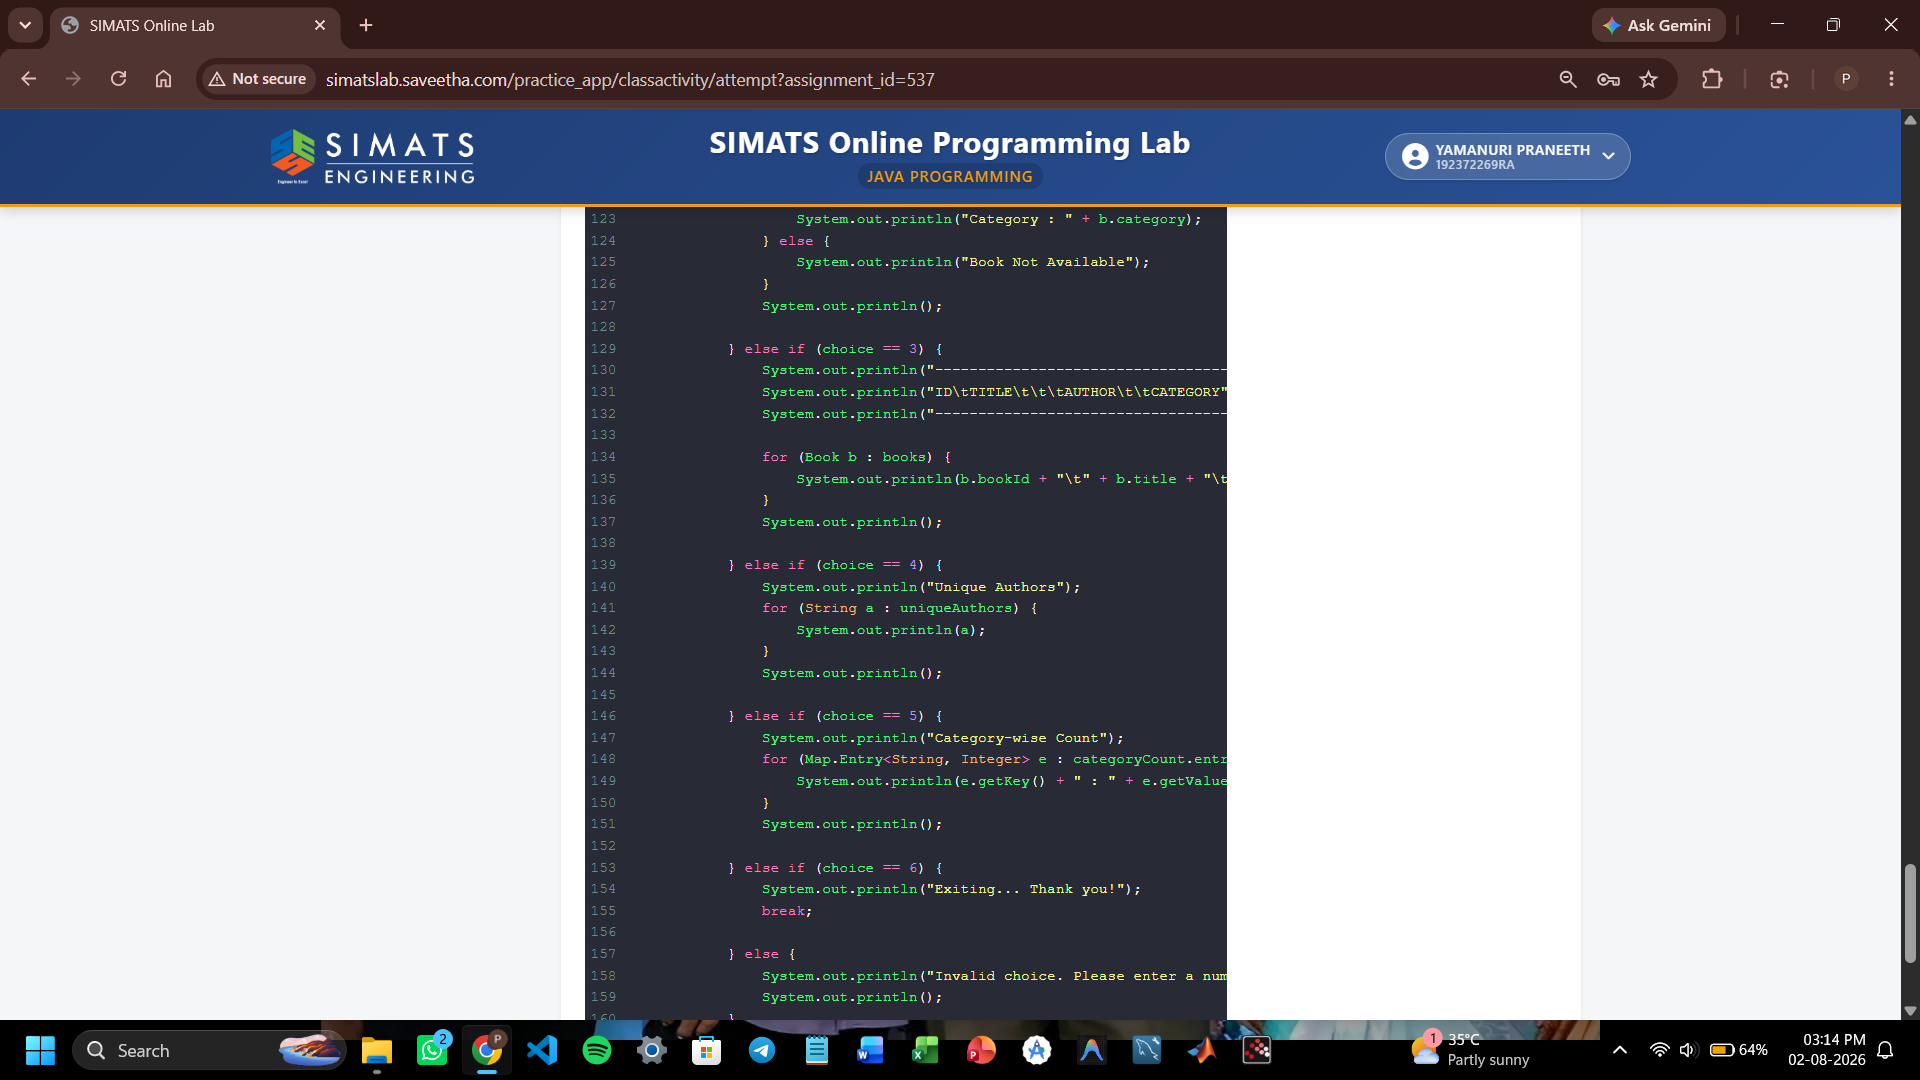 SIMATS Online Lab
Ask Gemini
Not secure
simatslab.saveetha.com/practice_app/classactivity/attempt?assignment_id=537
P
SIMATS
ENGINEERING
Engineer to Excel
SIMATS Online Programming Lab
JAVA PROGRAMMING
YAMANURI PRANEETH
192372269RA
123 System.out.println("Category : " + b.category);
124 } else {
125 System.out.println("Book Not Available");
126 }
127 System.out.println();
128
129 } else if (choice == 3) {
130 System.out.println("----------------------------------
131 System.out.println("ID\tTITLE\t\t\tAUTHOR\t\tCATEGORY"
132 System.out.println("----------------------------------
133
134 for (Book b : books) {
135 System.out.println(b.bookId + "\t" + b.title + "\t
136 }
137 System.out.println();
138
139 } else if (choice == 4) {
140 System.out.println("Unique Authors");
141 for (String a : uniqueAuthors) {
142 System.out.println(a);
143 }
144 System.out.println();
145
146 } else if (choice == 5) {
147 System.out.println("Category-wise Count");
148 for (Map.Entry<String, Integer> e : categoryCount.entr
149 System.out.println(e.getKey() + " : " + e.getValue
150 }
151 System.out.println();
152
153 } else if (choice == 6) {
154 System.out.println("Exiting... Thank you!");
155 break;
156
157 } else {
158 System.out.println("Invalid choice. Please enter a num
159 System.out.println();
160 }
Search
2
P
1
35°C
Partly sunny
64%
03:14 PM
02-08-2026